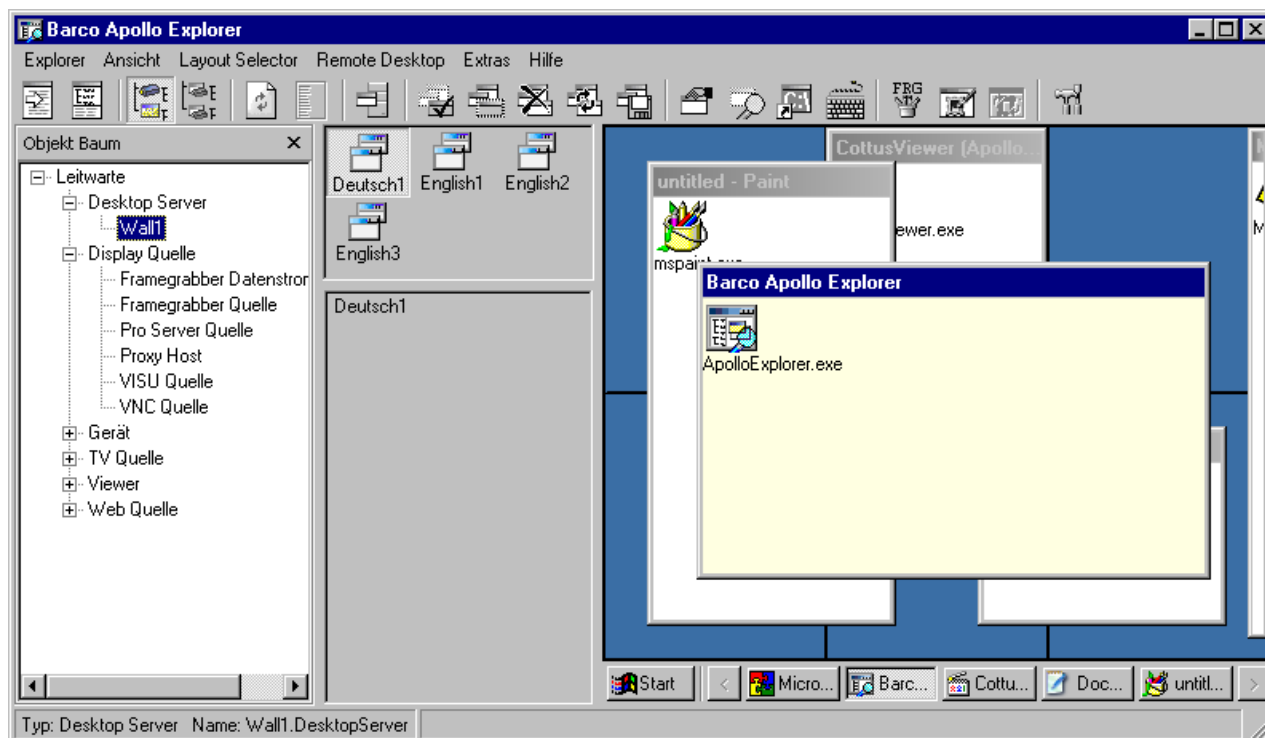 Barco Apollo Explorer
Explorer Ansicht Layout Selector Remote Desktop Extras Hilfe
FRG
Objekt Baum
Leitwarte
Desktop Server
Wall1
Display Quelle
Framegrabber Datenstrom
Framegrabber Quelle
Pro Server Quelle
Proxy Host
VISU Quelle
VNC Quelle
Gerät
TV Quelle
Viewer
Web Quelle
Deutsch1 English1 English2
English3
Deutsch1
CottusViewer (Apollo...
untitled - Paint
ewer.exe
mspaint.exe
Barco Apollo Explorer
ApolloExplorer.exe
Start < Micro... Barc... Cottu... Doc... untitl... >
Typ: Desktop Server Name: Wall1.DesktopServer